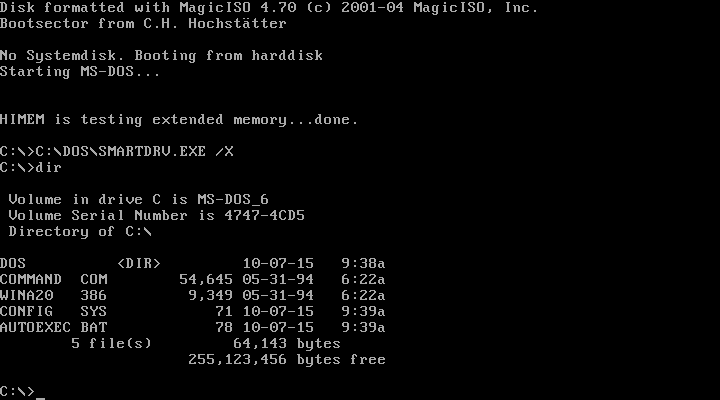 Disk formatted with MagicISO 4.70 (c) 2001-04 MagicISO, Inc.
Bootsector from C.H. Hochstätter
No Systemdisk. Booting from harddisk
Starting MS-DOS...
HIMEM is testing extended memory...done.
C:\>C:\DOS\SMARTDRV.EXE /X
C:\>dir
Volume in drive C is MS-DOS_6
Volume Serial Number is 4747-4CD5
Directory of C:\
DOS <DIR> 10-07-15 9:38a
COMMAND COM 54,645 05-31-94 6:22a
WINA20 386 9,349 05-31-94 6:22a
CONFIG SYS 71 10-07-15 9:39a
AUTOEXEC BAT 78 10-07-15 9:39a
5 file(s) 64,143 bytes
255,123,456 bytes free
C:\>_